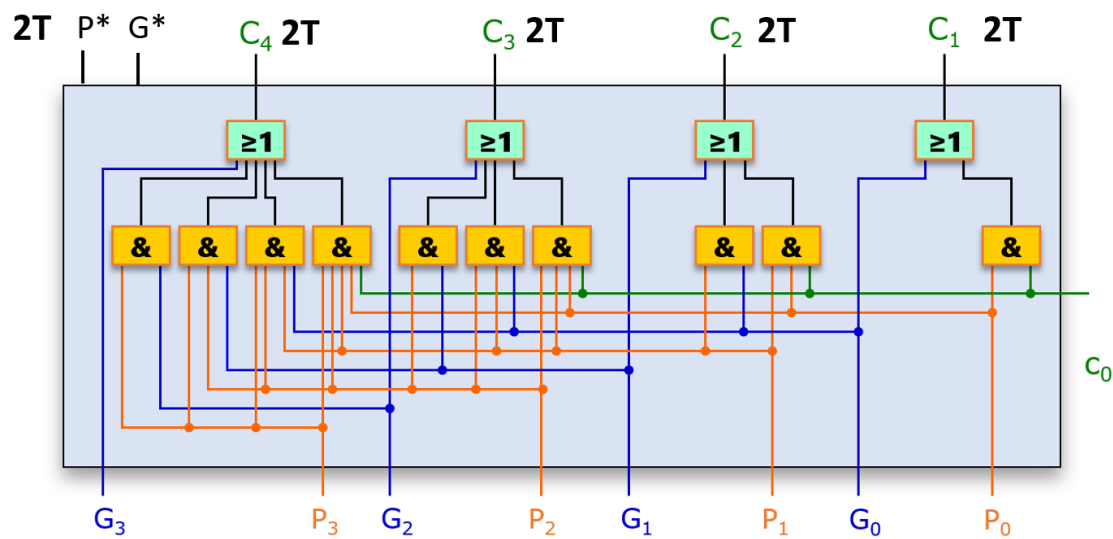 2T P* G* C4 2T C3 2T C2 2T C1 2T
≥1 ≥1 ≥1 ≥1
& & & & & & & & & &
c0
G3 P3 G2 P2 G1 P1 G0 P0